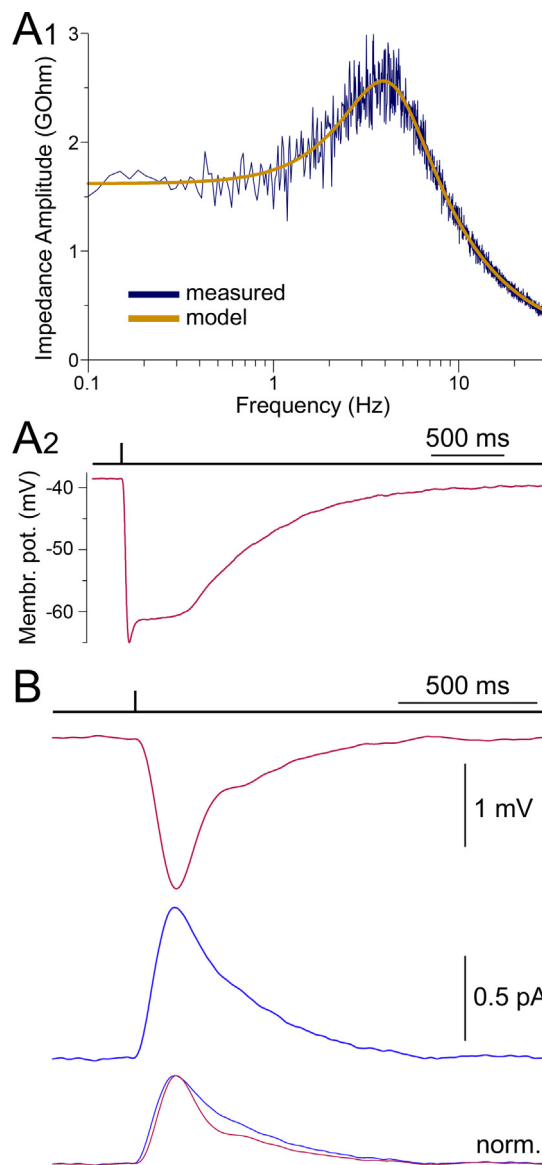 A1
3
2
1
0
Impedance Amplitude (GOhm)
measured
model
0.1
1
10
Frequency (Hz)
A2
500 ms
-40
-50
-60
Membr. pot. (mV)
B
500 ms
1 mV
0.5 pA
norm.